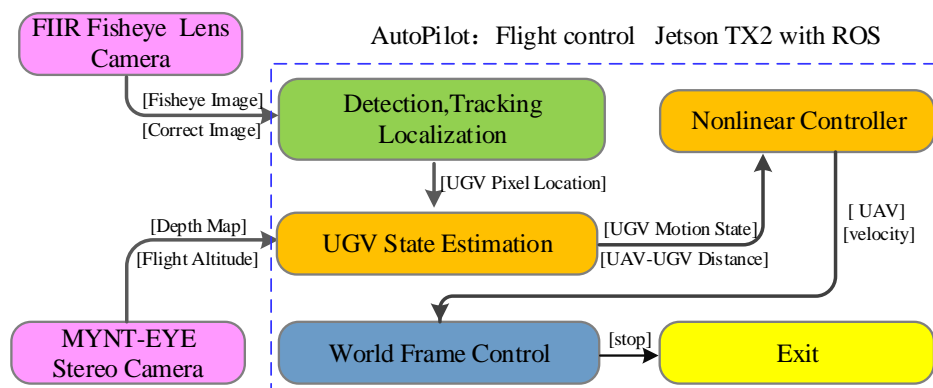 FIIR Fisheye Lens
Camera
AutoPilot: Flight control Jetson TX2 with ROS
[Fisheye Image]
[Correct Image]
Detection,Tracking
Localization
Nonlinear Controller
[UGV Pixel Location]
[Depth Map]
[Flight Altitude]
UGV State Estimation
[UGV Motion State]
[UAV-UGV Distance]
[ UAV]
[velocity]
MYNT-EYE
Stereo Camera
World Frame Control
[stop]
Exit